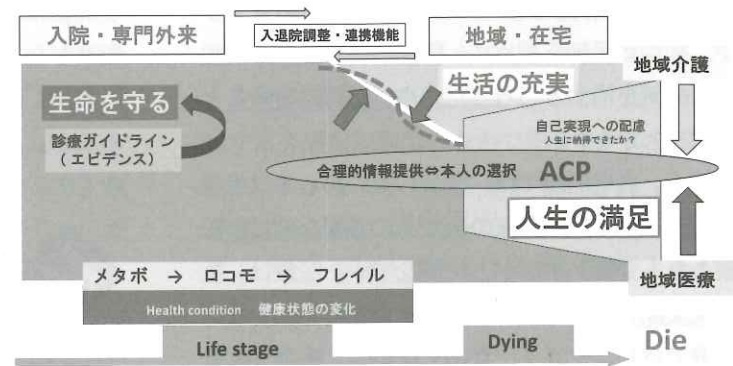 入院・専門外来
入退院調整・連携機能
地域・在宅
地域介護
生命を守る
生活の充実
診療ガイドライン
(エビデンス)
自己実現への配慮
人生に納得できたか？
合理的情報提供⇔本人の選択 ACP
人生の満足
地域医療
メタボ → ロコモ → フレイル
Health condition 健康状態の変化
Life stage
Dying
Die